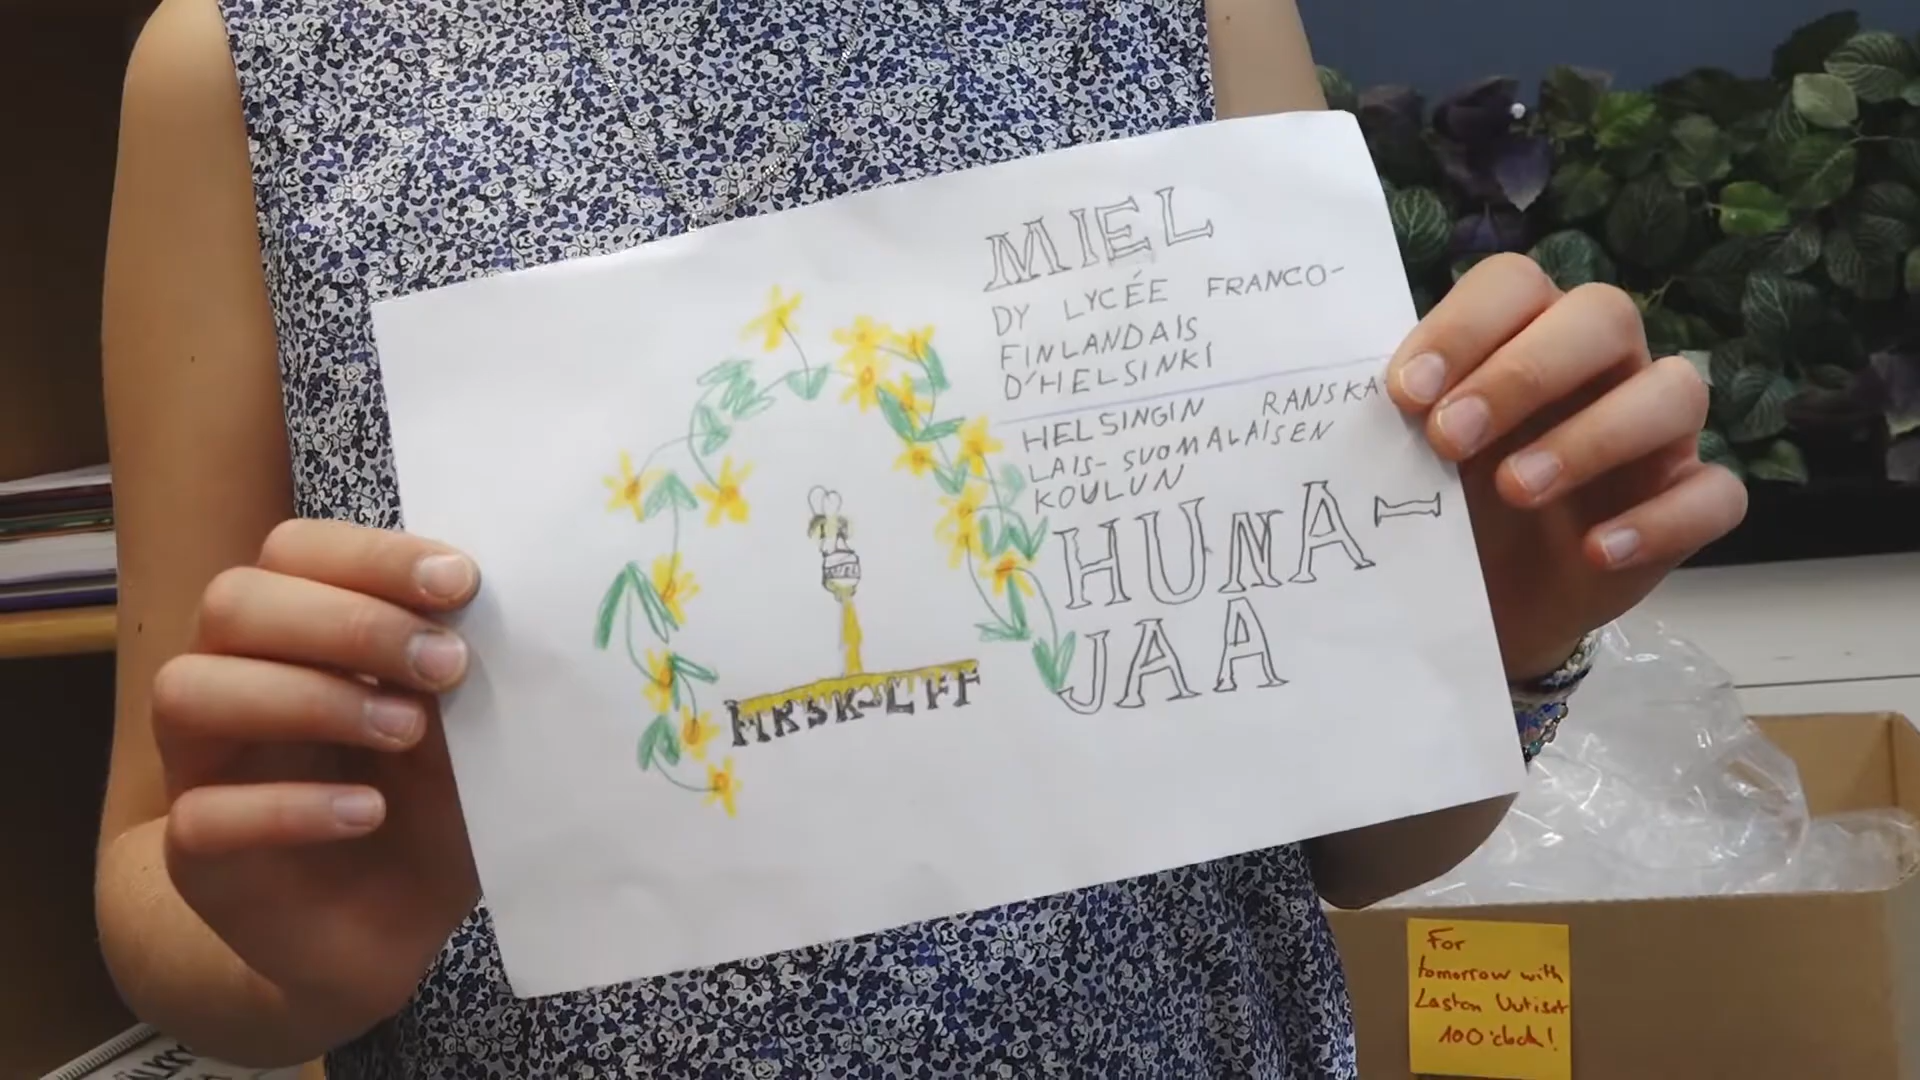 MIEL
DY LYCÉE FRANCO-
FINLANDAIS
D'HELSINKI
HELSINGIN RANSKA-
LAIS-SUOMALAISEN
KOULUN
HUNA-
JAA
HRSK-LFF
For
tomorrow with
Laston Uutiset
10 O'clock!